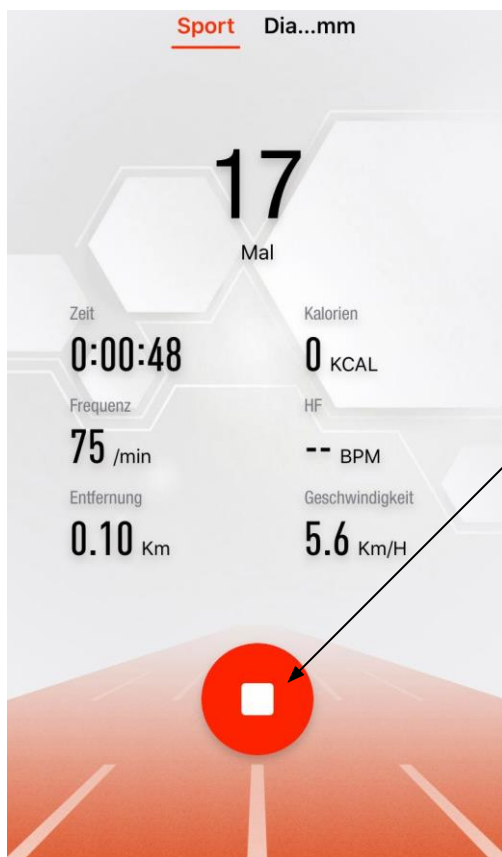 Sport Dia...mm
17
Mal
Zeit Kalorien
0:00:48 0 KCAL
Frequenz HF
75 /min -- BPM
Entfernung Geschwindigkeit
0.10 Km 5.6 Km/H